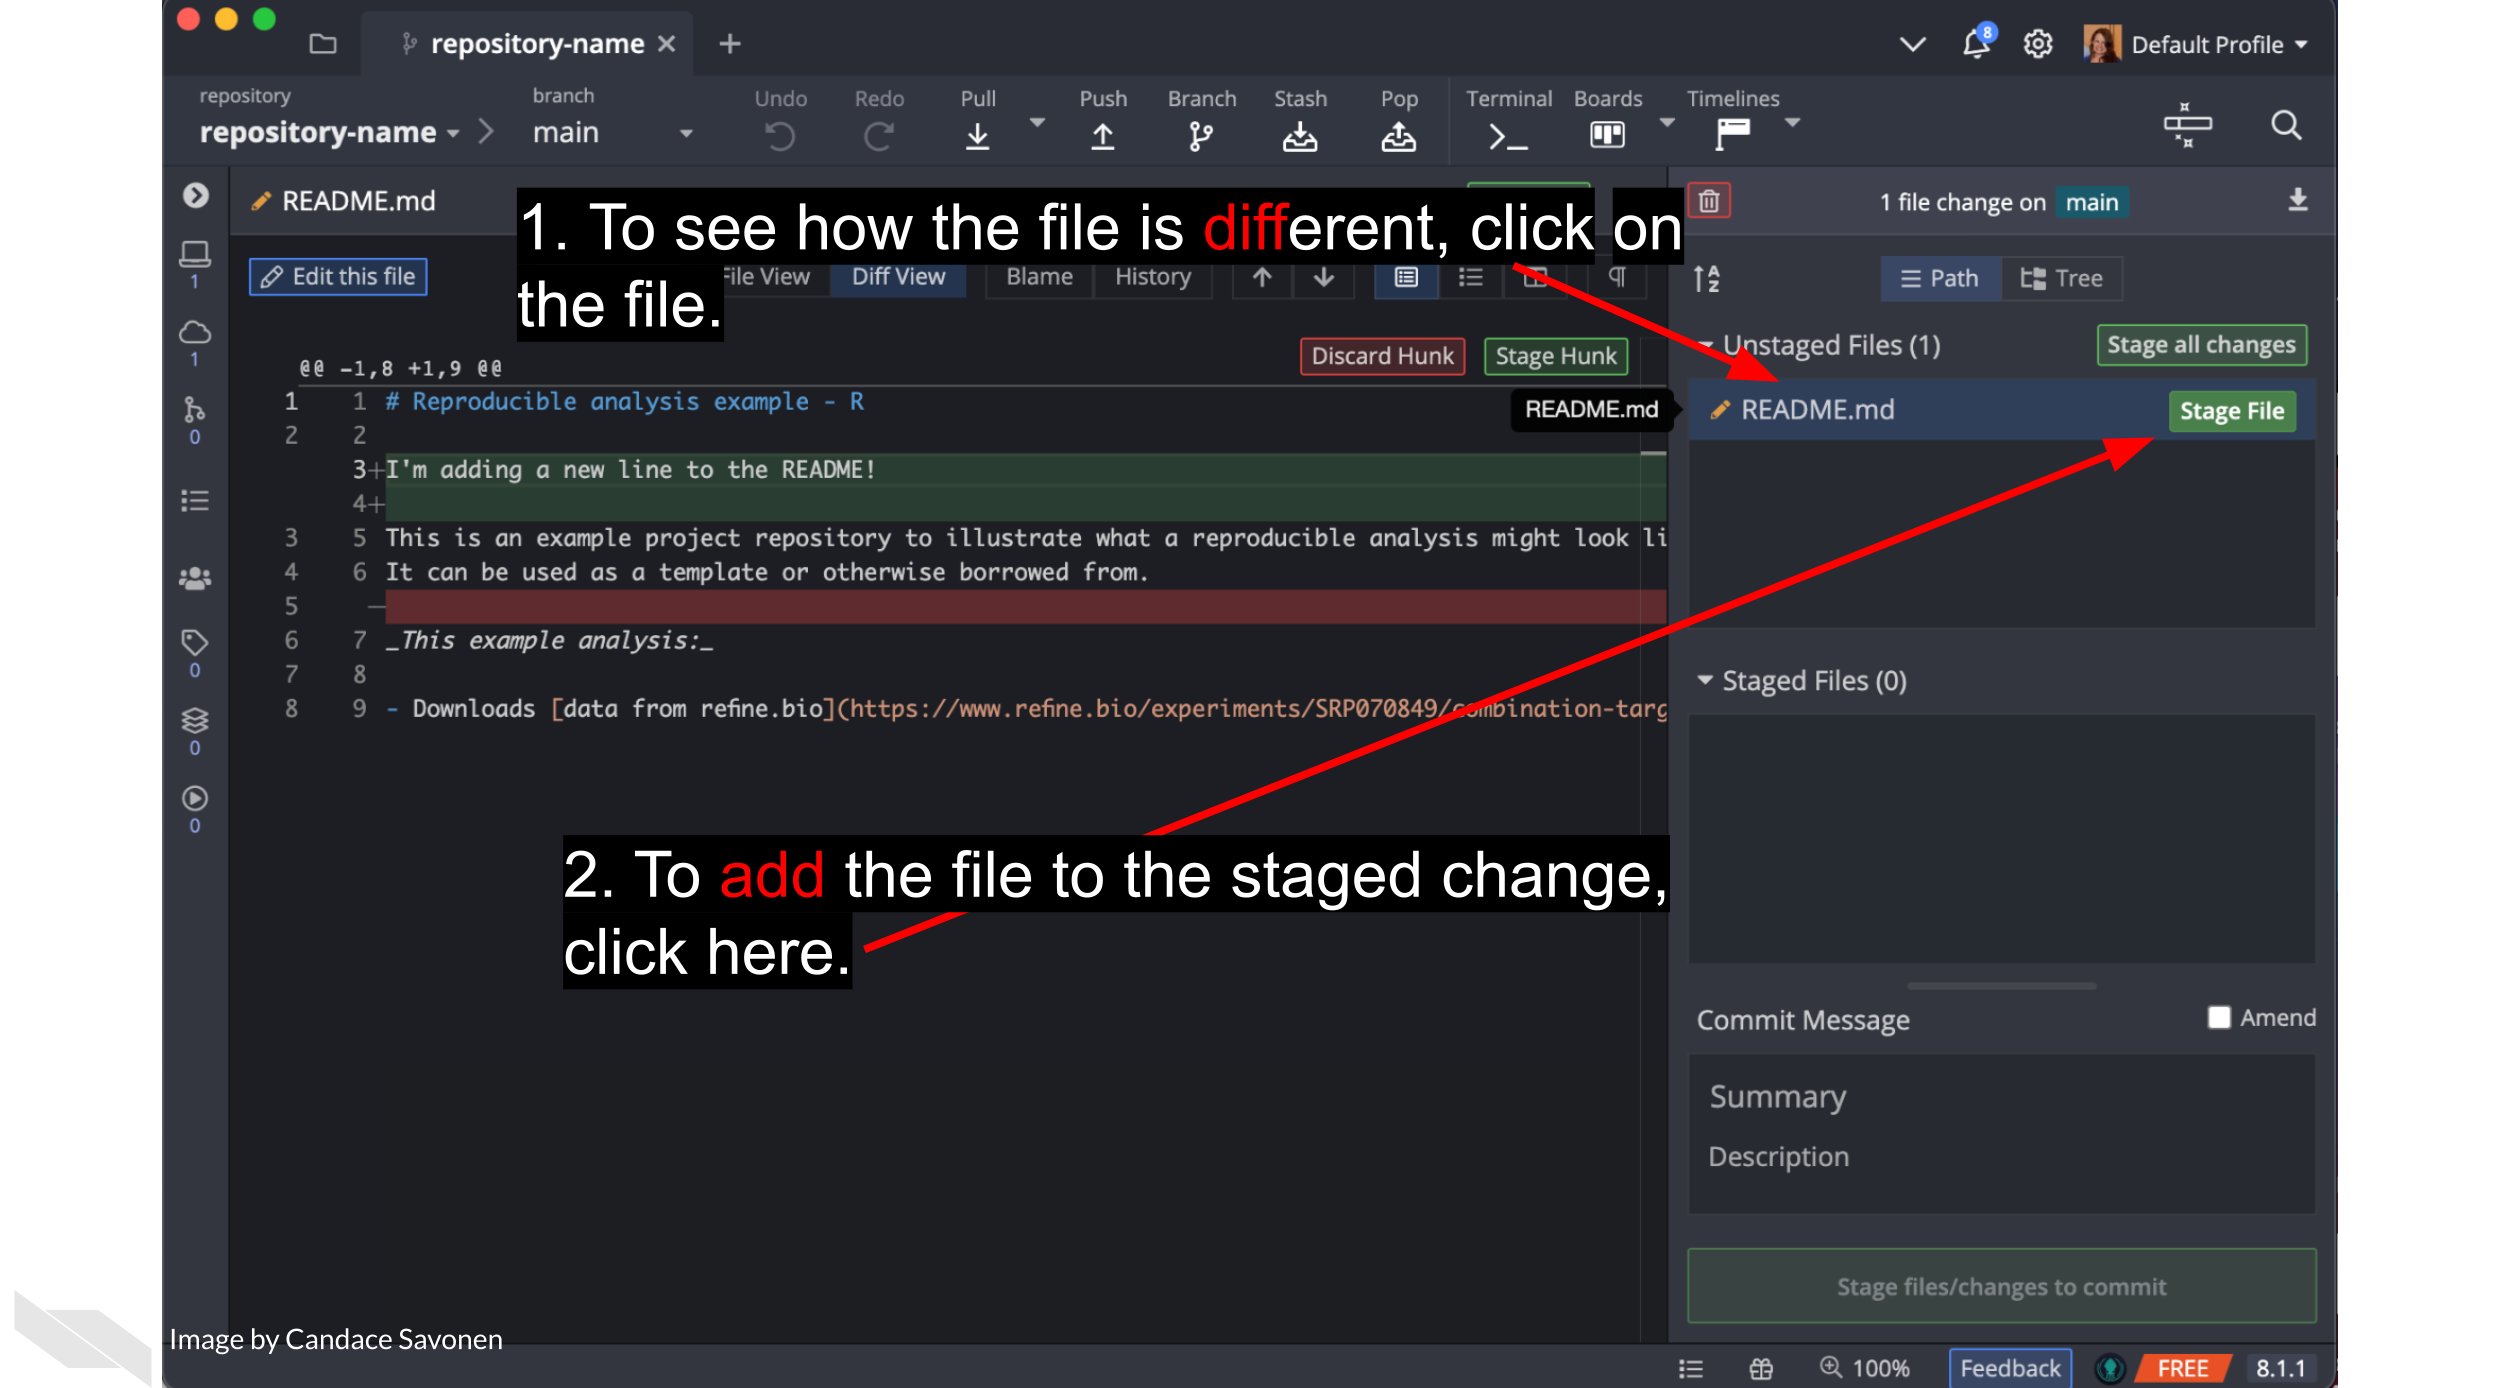 repository-name
8
Default Profile
repository
repository-name
branch
main
Undo
Redo
Pull
Push
Branch
Stash
Pop
Terminal
Boards
Timelines
README.md
1. To see how the file is different, click on
the file.
1 file change on main
1
Edit this file
File View
Diff View
Blame
History
Path
Tree
1
Unstaged Files (1)
Stage all changes
@@ -1,8 +1,9 @@
Discard Hunk
Stage Hunk
1 1 # Reproducible analysis example - R
README.md
README.md
Stage File
0
2 2
3+I'm adding a new line to the README!
4+
3 5 This is an example project repository to illustrate what a reproducible analysis might look li
4 6 It can be used as a template or otherwise borrowed from.
5 —
6 7 _This example analysis:_
0
7 8
Staged Files (0)
8 9 - Downloads [data from refine.bio](https://www.refine.bio/experiments/SRP070849/combination-targ
0
0
2. To add the file to the staged change,
click here.
Commit Message
Amend
Summary
Description
Stage files/changes to commit
Image by Candace Savonen
100%
Feedback
FREE
8.1.1